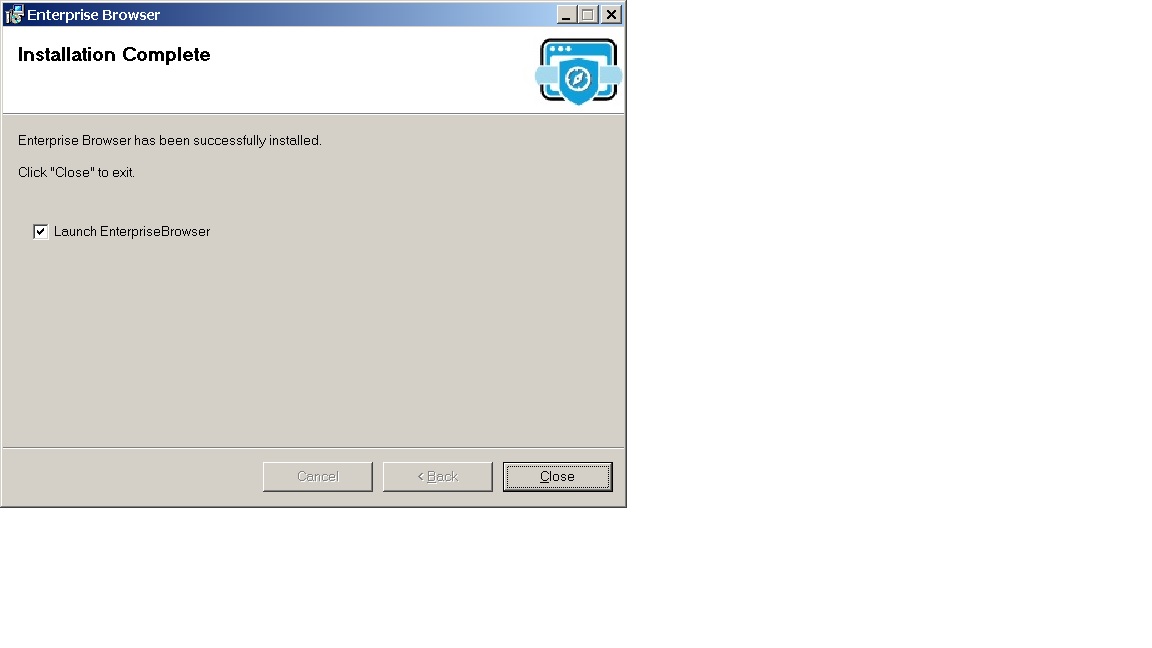 Enterprise Browser
Installation Complete
Enterprise Browser has been successfully installed.
Click "Close" to exit.
Launch EnterpriseBrowser
Cancel
< Back
Close